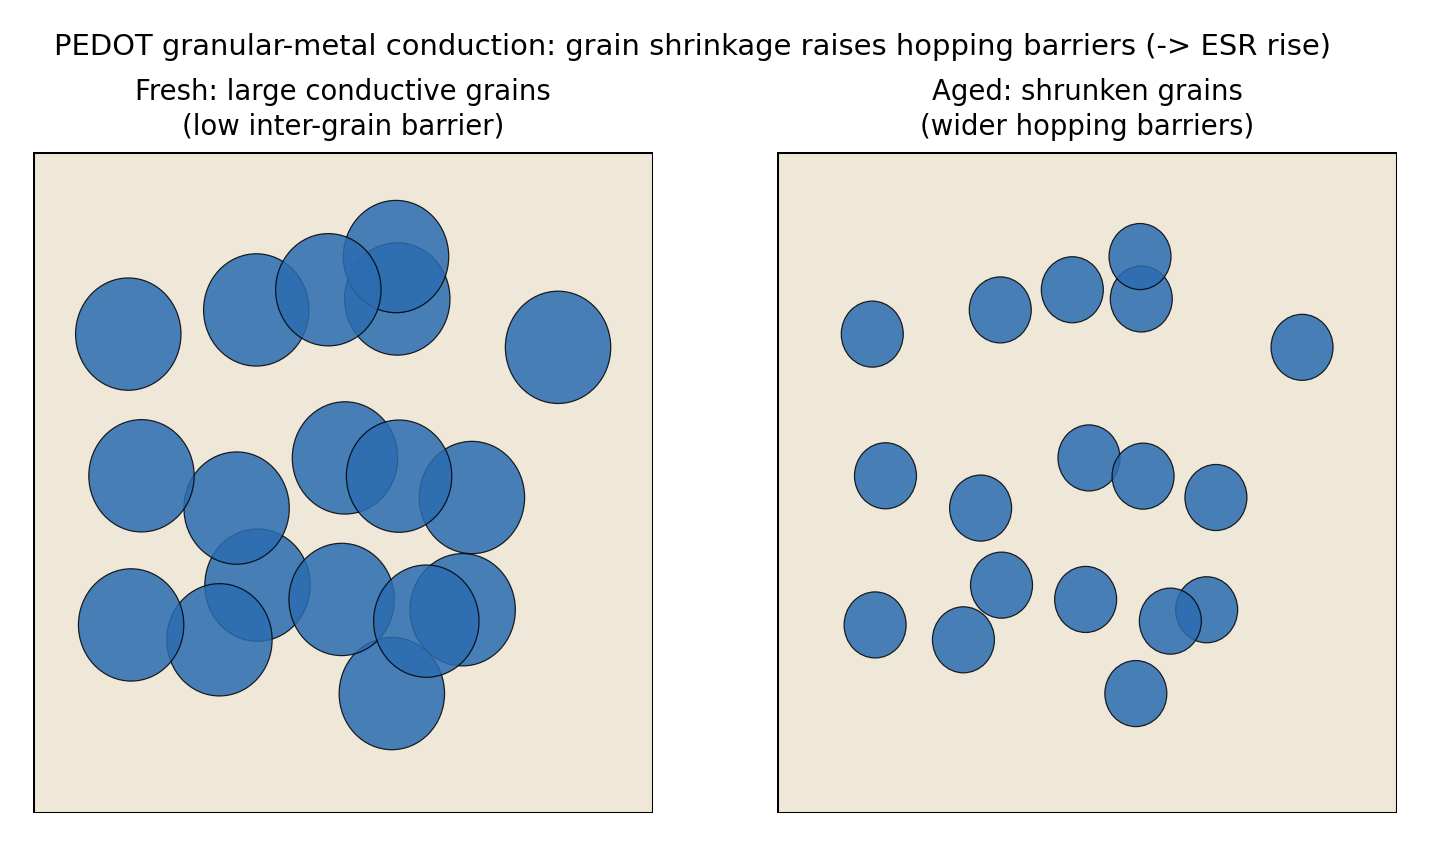 PEDOT granular-metal conduction: grain shrinkage raises hopping barriers (-> ESR rise)
Fresh: large conductive grains
(low inter-grain barrier)
Aged: shrunken grains
(wider hopping barriers)